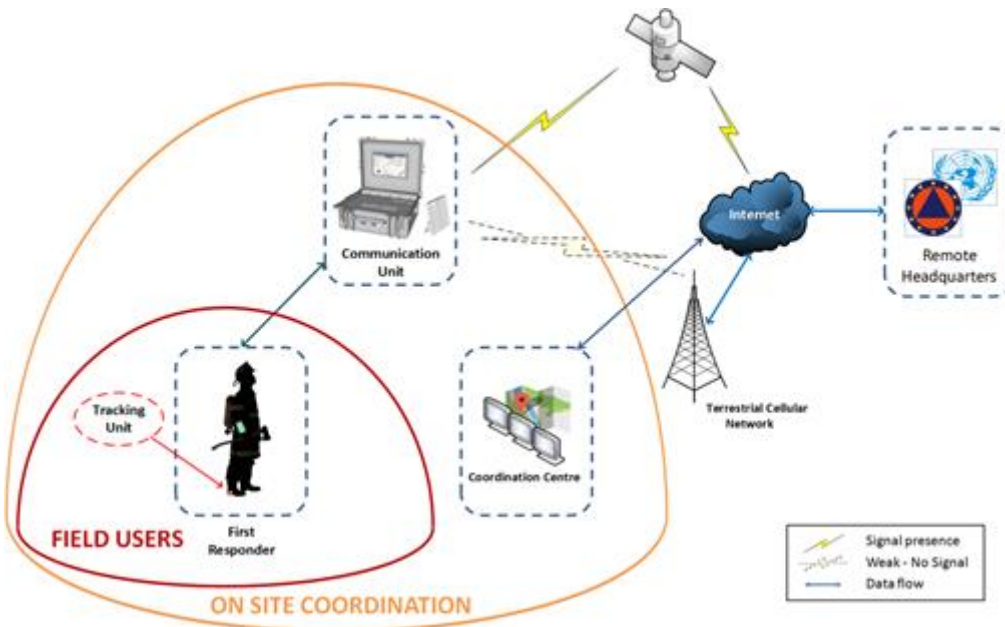 Communication
Unit
Internet
Remote
Headquarters
Tracking
Unit
Terrestrial Cellular
Network
Coordination Centre
First
Responder
FIELD USERS
ON SITE COORDINATION
Signal presence
Weak - No Signal
Data flow